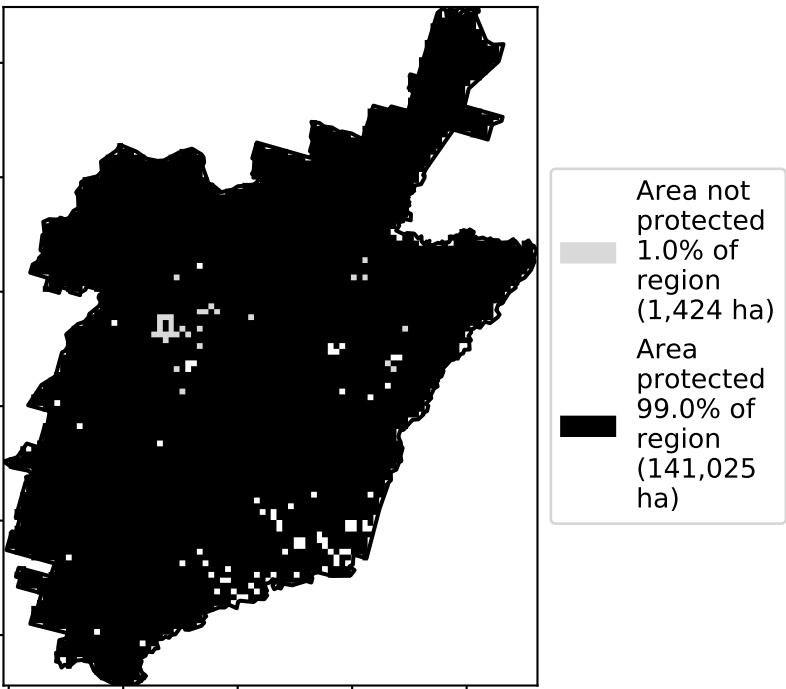 Area not
protected
1.0% of
region
(1,424 ha)
Area
protected
99.0% of
region
(141,025
ha)